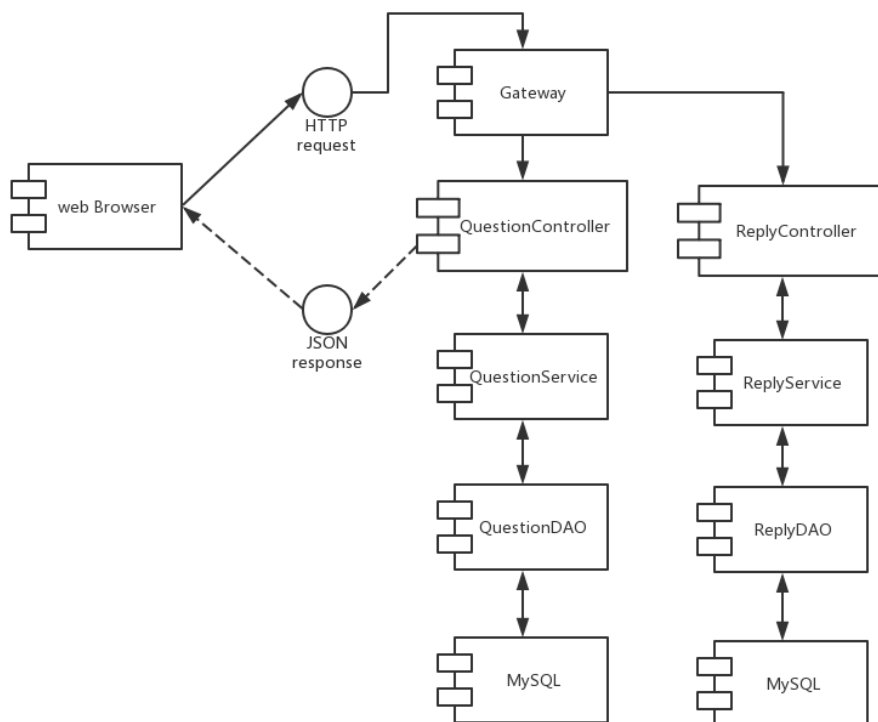 Gateway
HTTP
request
web Browser
QuestionController
ReplyController
JSON
response
QuestionService
ReplyService
QuestionDAO
ReplyDAO
MySQL
MySQL